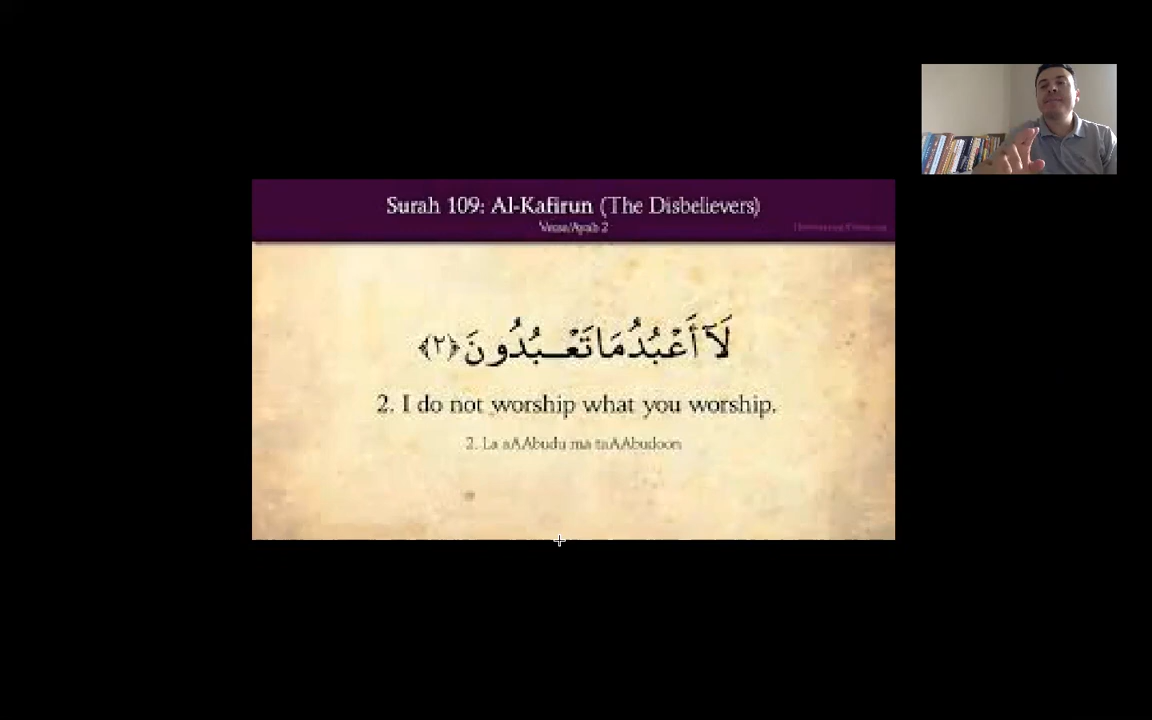 Surah 109: Al-Kafirun (The Disbelievers)
Verse/Ayah 2
لَآ أَعْبُدُ مَا تَعْبُدُونَ ﴿٢﴾
2. I do not worship what you worship.
2. La aAAbudu ma taAAbudoon